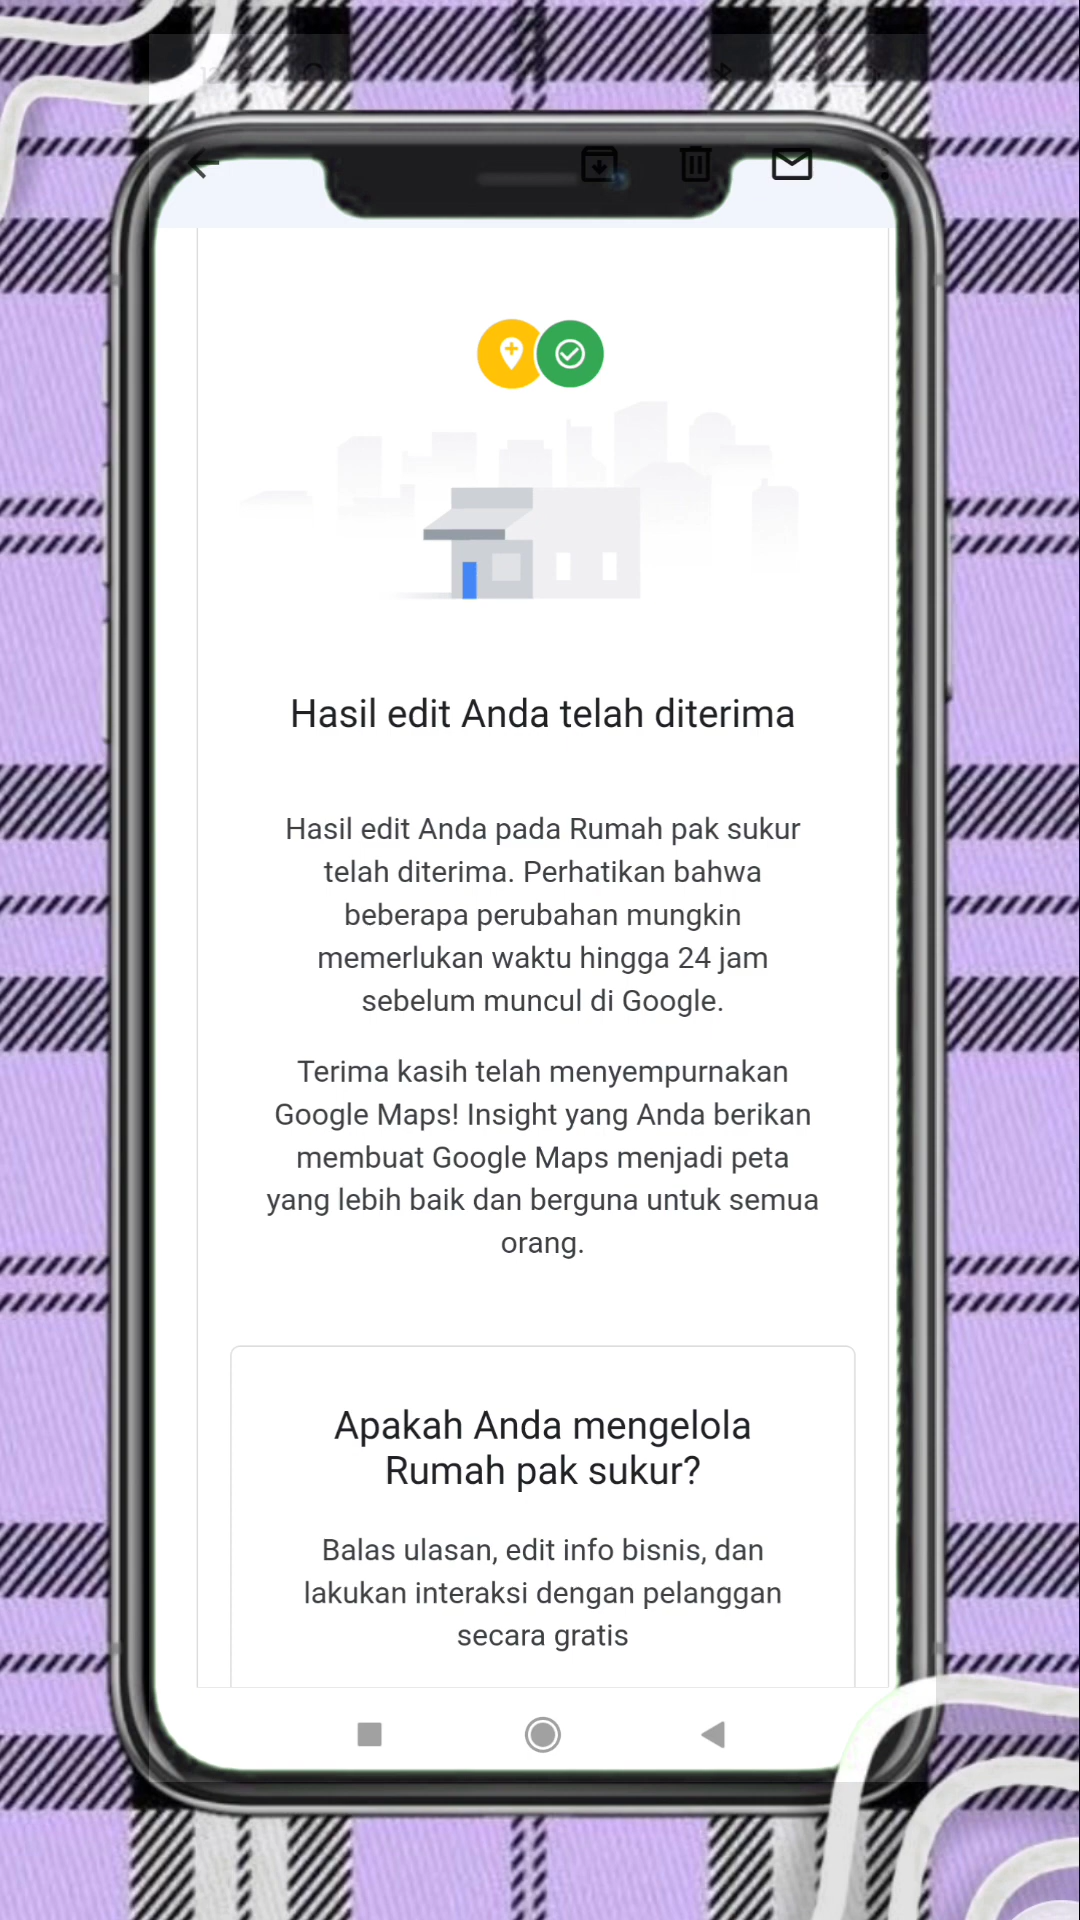 Hasil edit Anda telah diterima
Hasil edit Anda pada Rumah pak sukur
telah diterima. Perhatikan bahwa
beberapa perubahan mungkin
memerlukan waktu hingga 24 jam
sebelum muncul di Google.
Terima kasih telah menyempurnakan
Google Maps! Insight yang Anda berikan
membuat Google Maps menjadi peta
yang lebih baik dan berguna untuk semua
orang.
Apakah Anda mengelola
Rumah pak sukur?
Balas ulasan, edit info bisnis, dan
lakukan interaksi dengan pelanggan
secara gratis